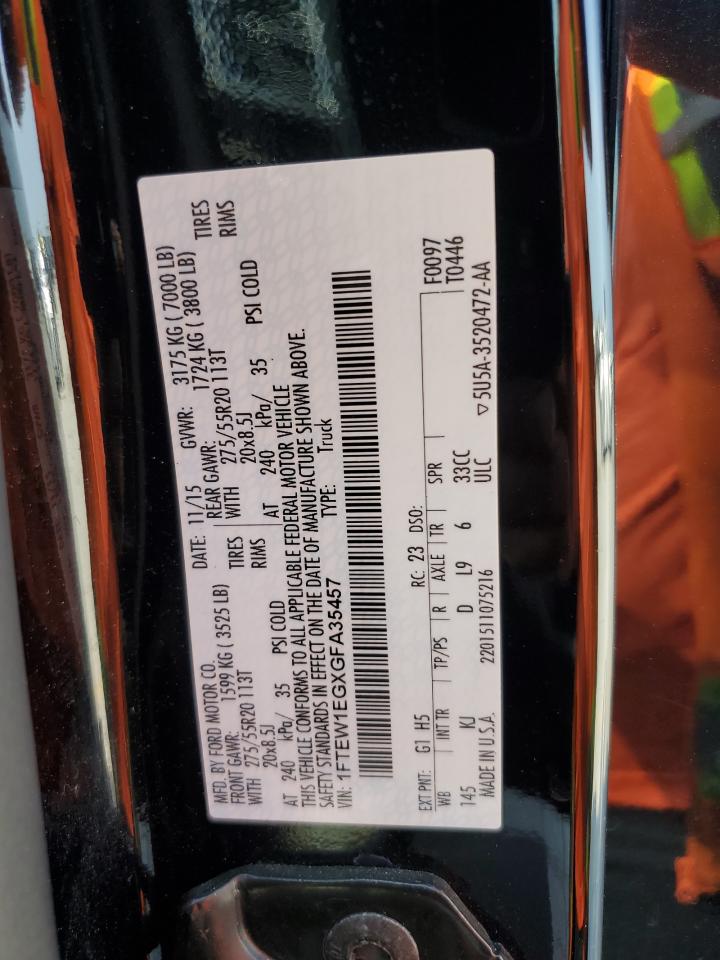 MFD. BY FORD MOTOR CO. DATE: 11/15 GVWR: 3175 KG ( 7000 LB)
FRONT GAWR: 1599 KG ( 3525 LB) REAR GAWR: 1724 KG ( 3800 LB)
WITH 275/55R20 113T TIRES WITH 275/55R20 113T TIRES
20x8.5J RIMS 20x8.5J RIMS
AT 240 kPa/ 35 PSI COLD AT 240 kPa/ 35 PSI COLD
THIS VEHICLE CONFORMS TO ALL APPLICABLE FEDERAL MOTOR VEHICLE
SAFETY STANDARDS IN EFFECT ON THE DATE OF MANUFACTURE SHOWN ABOVE.
VIN: 1FTEW1EGXGFA35457 TYPE: Truck
EXT PNT: G1 H5 RC: 23 DSO: F0097
WB INT TR TP/PS R AXLE TR SPR T0446
145 KJ D L9 6 33CC
MADE IN U.S.A. 2201511075216 ULC ▽5U5A-3520472-AA